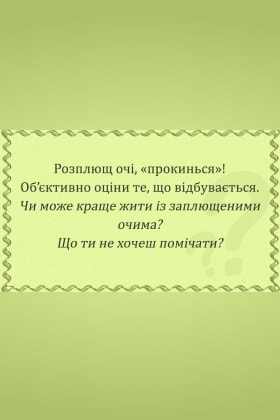 Розплющ очі, «прокинься»!
Об’єктивно оціни те, що відбувається.
Чи може краще жити із заплющеними
очима?
Що ти не хочеш помічати?